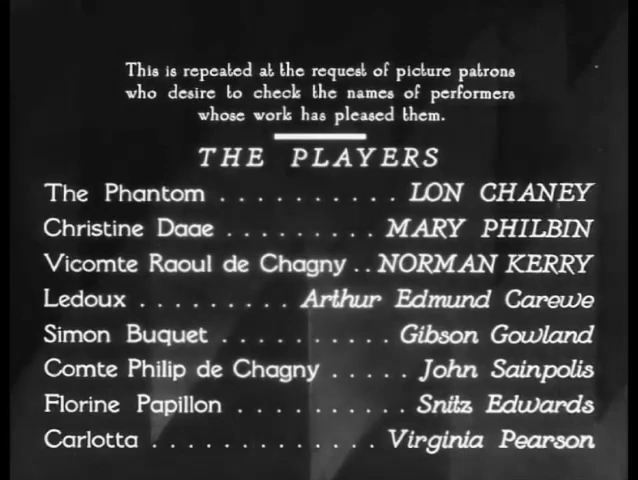 This is repeated at the request of picture patrons
who desire to check the names of performers
whose work has pleased them.
THE PLAYERS
The Phantom . . . . . . . . . . LON CHANEY
Christine Daae . . . . . . . . . MARY PHILBIN
Vicomte Raoul de Chagny . . NORMAN KERRY
Ledoux . . . . . . . . . Arthur Edmund Carewe
Simon Buquet . . . . . . . . . . Gibson Gowland
Comte Philip de Chagny . . . . . John Sainpolis
Florine Papillon . . . . . . . . . . Snitz Edwards
Carlotta . . . . . . . . . . . . . Virginia Pearson